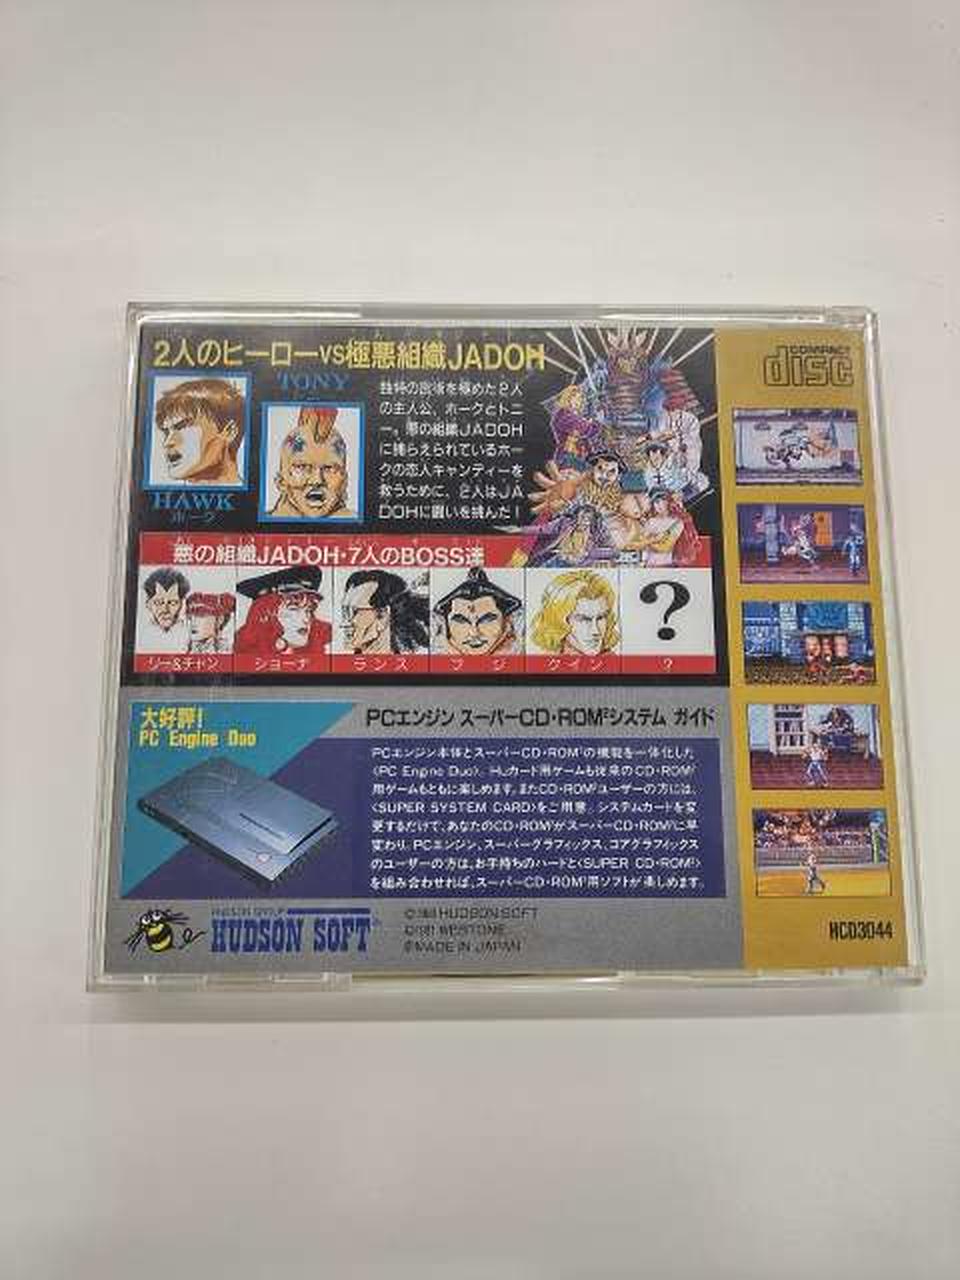 2人のヒーローVS極悪組織JADOH
TONY
HAWK
ホーク
独特の武術を極めた2人
の主人公、ホークとトニ
ー。悪の組織JADOH
に捕らえられているホー
クの恋人キャンディーを
救うために、2人はJA
DOHに闘いを挑んだ!
悪の組織JADOH・7人のBOSS達
リー&チャン
ショーナ
ランス
フジ
ケイン
?
?
COMPACT
disc
大好評!
PC Engine Duo
PCエンジン スーパーCD・ROM²システム ガイド
PCエンジン本体とスーパーCD・ROM²の機能を一体化した
〈PC Engine Duo〉。Huカード用ゲームも従来のCD・ROM²
用ゲームもともに楽しめます。またCD・ROM²ユーザーの方には、
〈SUPER SYSTEM CARD〉をご用意。システムカードを変
更するだけで、あなたのCD・ROM²がスーパーCD・ROM²に早
変わり。PCエンジン、スーパーグラフィックス、コアグラフィックス
のユーザーの方は、お手持ちのハードと〈SUPER CD・ROM²〉
を組み合わせれば、スーパーCD・ROM²用ソフトが楽しめます。
HUDSON GROUP
HUDSON SOFT
HUDSON SOFT
WESTONE
MADE IN JAPAN
HCD3044